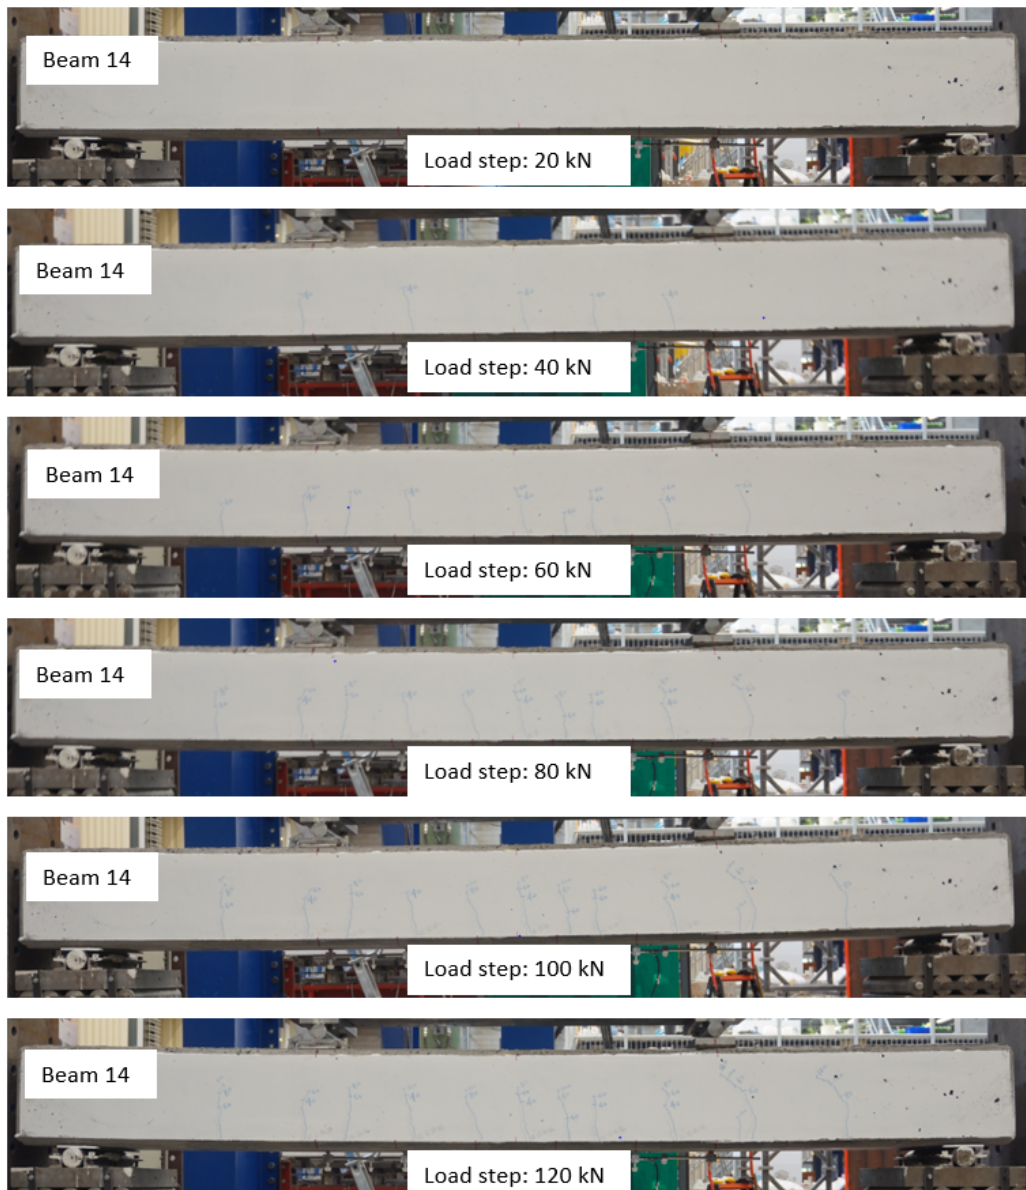 Beam 14
Load step: 20 kN
Beam 14
Load step: 40 kN
Beam 14
Load step: 60 kN
Beam 14
Load step: 80 kN
Beam 14
Load step: 100 kN
Beam 14
Load step: 120 kN